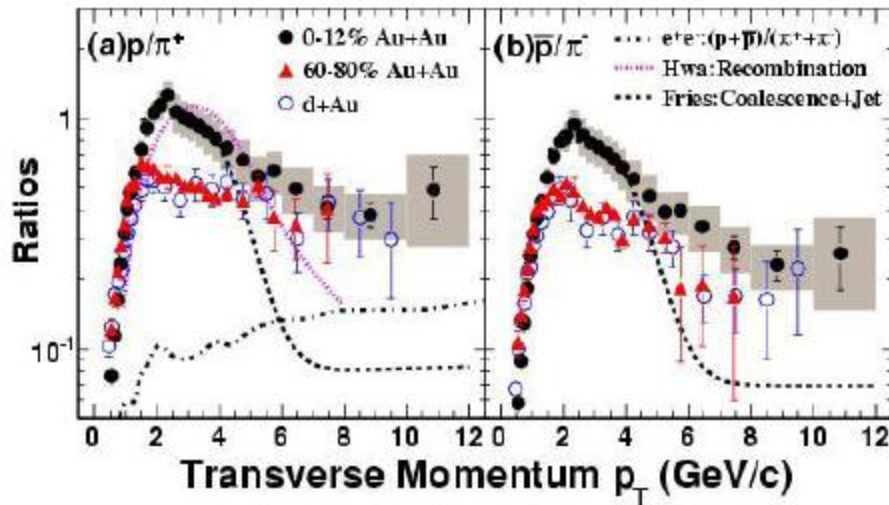 (a)p/π⁺
0-12% Au+Au
60-80% Au+Au
d+Au
(b)p̅/π⁻
e⁺e⁻:(p+p̅)/(π⁺+π⁻)
Hwa:Recombination
Fries:Coalescence+Jet
Ratios
1
10⁻¹
0 2 4 6 8 10 12
0 2 4 6 8 10 12
Transverse Momentum p_T (GeV/c)